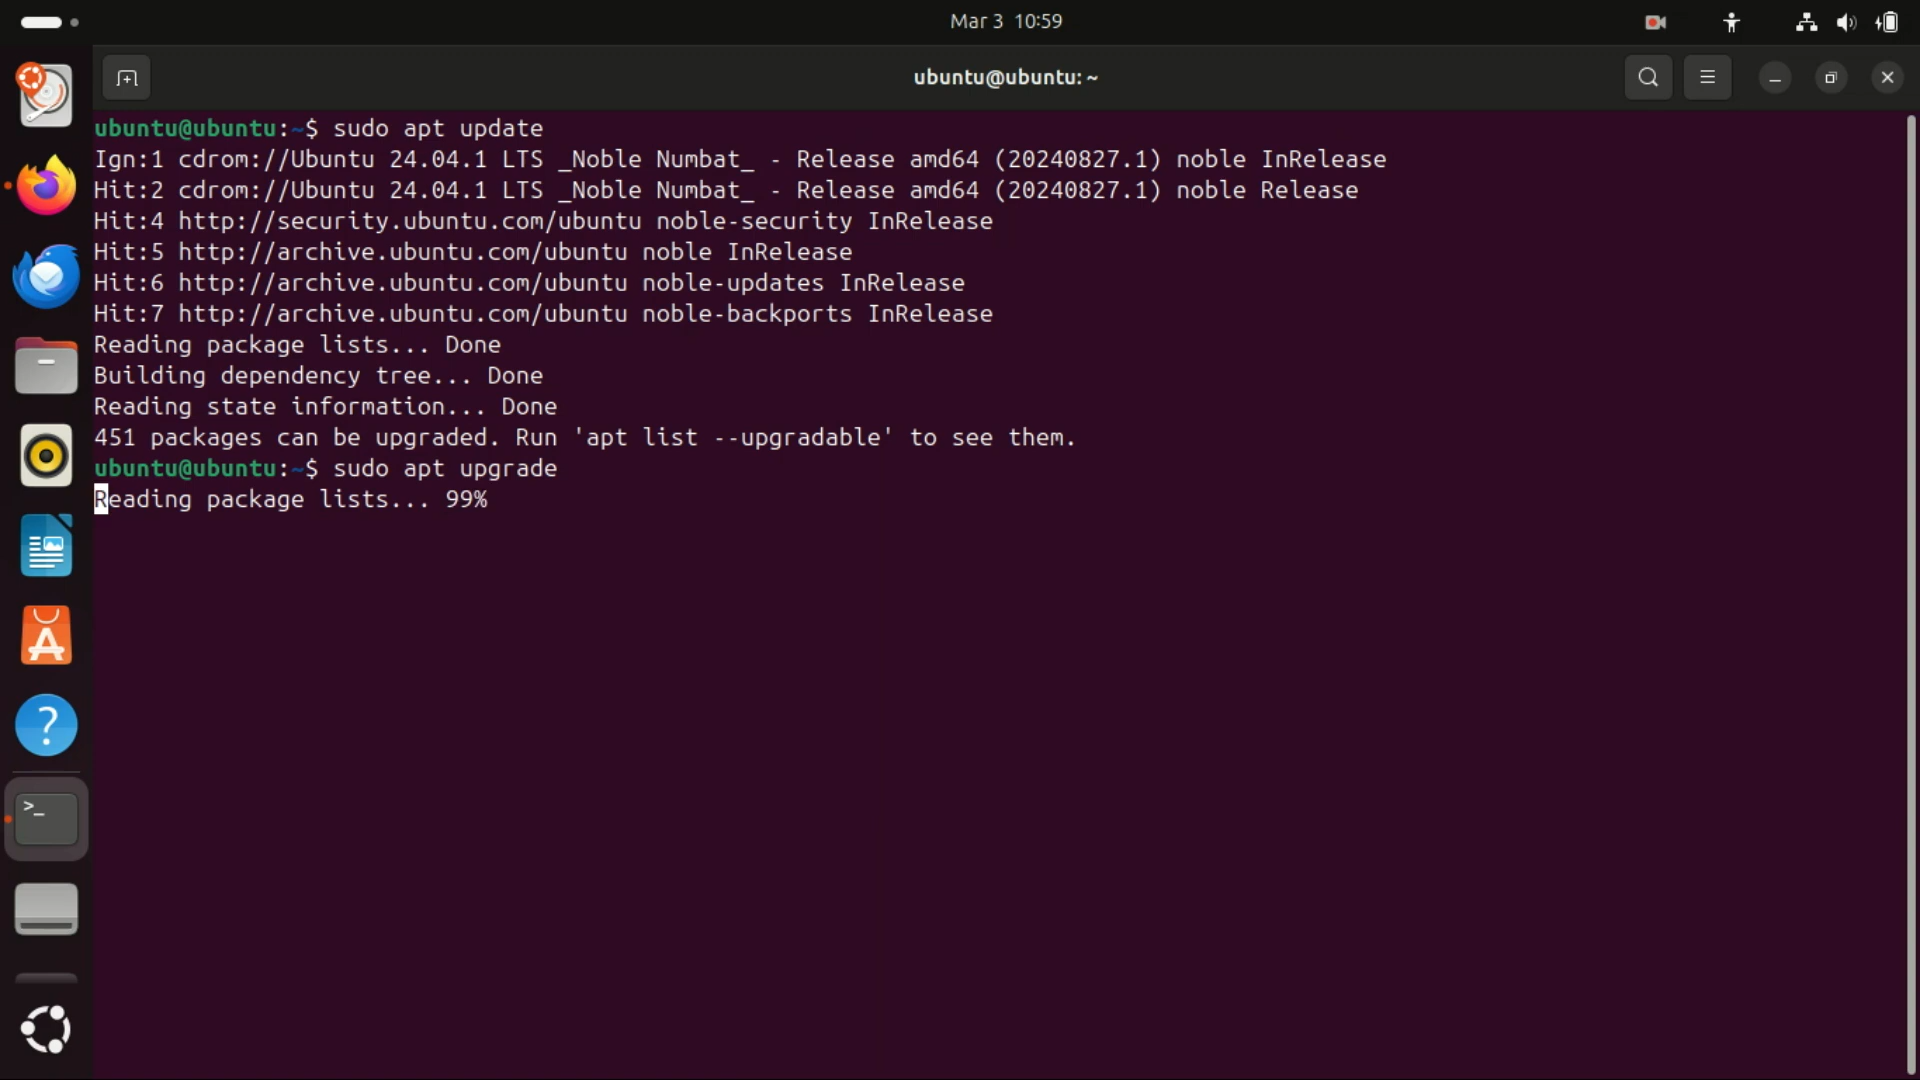 Mar 3 10:59
ubuntu@ubuntu: ~
ubuntu@ubuntu:~$ sudo apt update
Ign:1 cdrom://Ubuntu 24.04.1 LTS _Noble Numbat_ - Release amd64 (20240827.1) noble InRelease
Hit:2 cdrom://Ubuntu 24.04.1 LTS _Noble Numbat_ - Release amd64 (20240827.1) noble Release
Hit:4 http://security.ubuntu.com/ubuntu noble-security InRelease
Hit:5 http://archive.ubuntu.com/ubuntu noble InRelease
Hit:6 http://archive.ubuntu.com/ubuntu noble-updates InRelease
Hit:7 http://archive.ubuntu.com/ubuntu noble-backports InRelease
Reading package lists... Done
Building dependency tree... Done
Reading state information... Done
451 packages can be upgraded. Run 'apt list --upgradable' to see them.
ubuntu@ubuntu:~$ sudo apt upgrade
Reading package lists... 99%